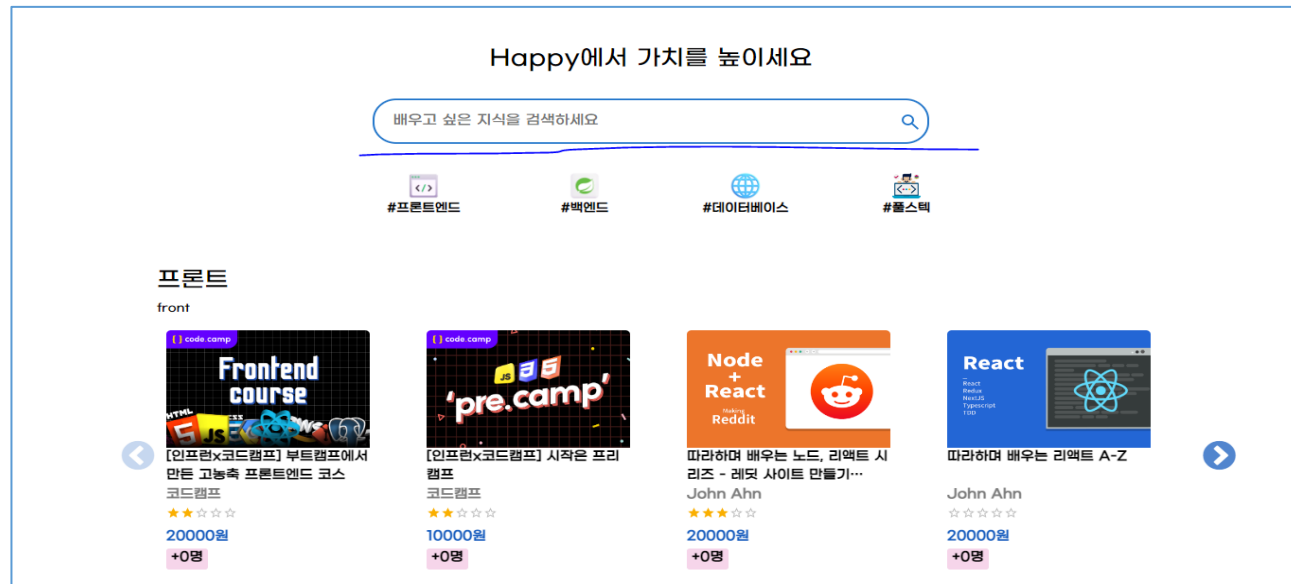 Happy에서 가치를 높이세요
배우고 싶은 지식을 검색하세요
#프론트엔드
#백엔드
#데이터베이스
#풀스텍
프론트
front
{ } code.camp
Frontend
course
HTML
JS
{ } code.camp
JS
'pre.camp'
Node
+
React
Making
Reddit
React
React
Redux
NextJS
Typescript
TDD
[인프런x코드캠프] 부트캠프에서
만든 고농축 프론트엔드 코스
코드캠프
20000원
+0명
[인프런x코드캠프] 시작은 프리
캠프
코드캠프
10000원
+0명
따라하며 배우는 노드, 리액트 시
리즈 - 레딧 사이트 만들기…
John Ahn
20000원
+0명
따라하며 배우는 리액트 A-Z
John Ahn
20000원
+0명